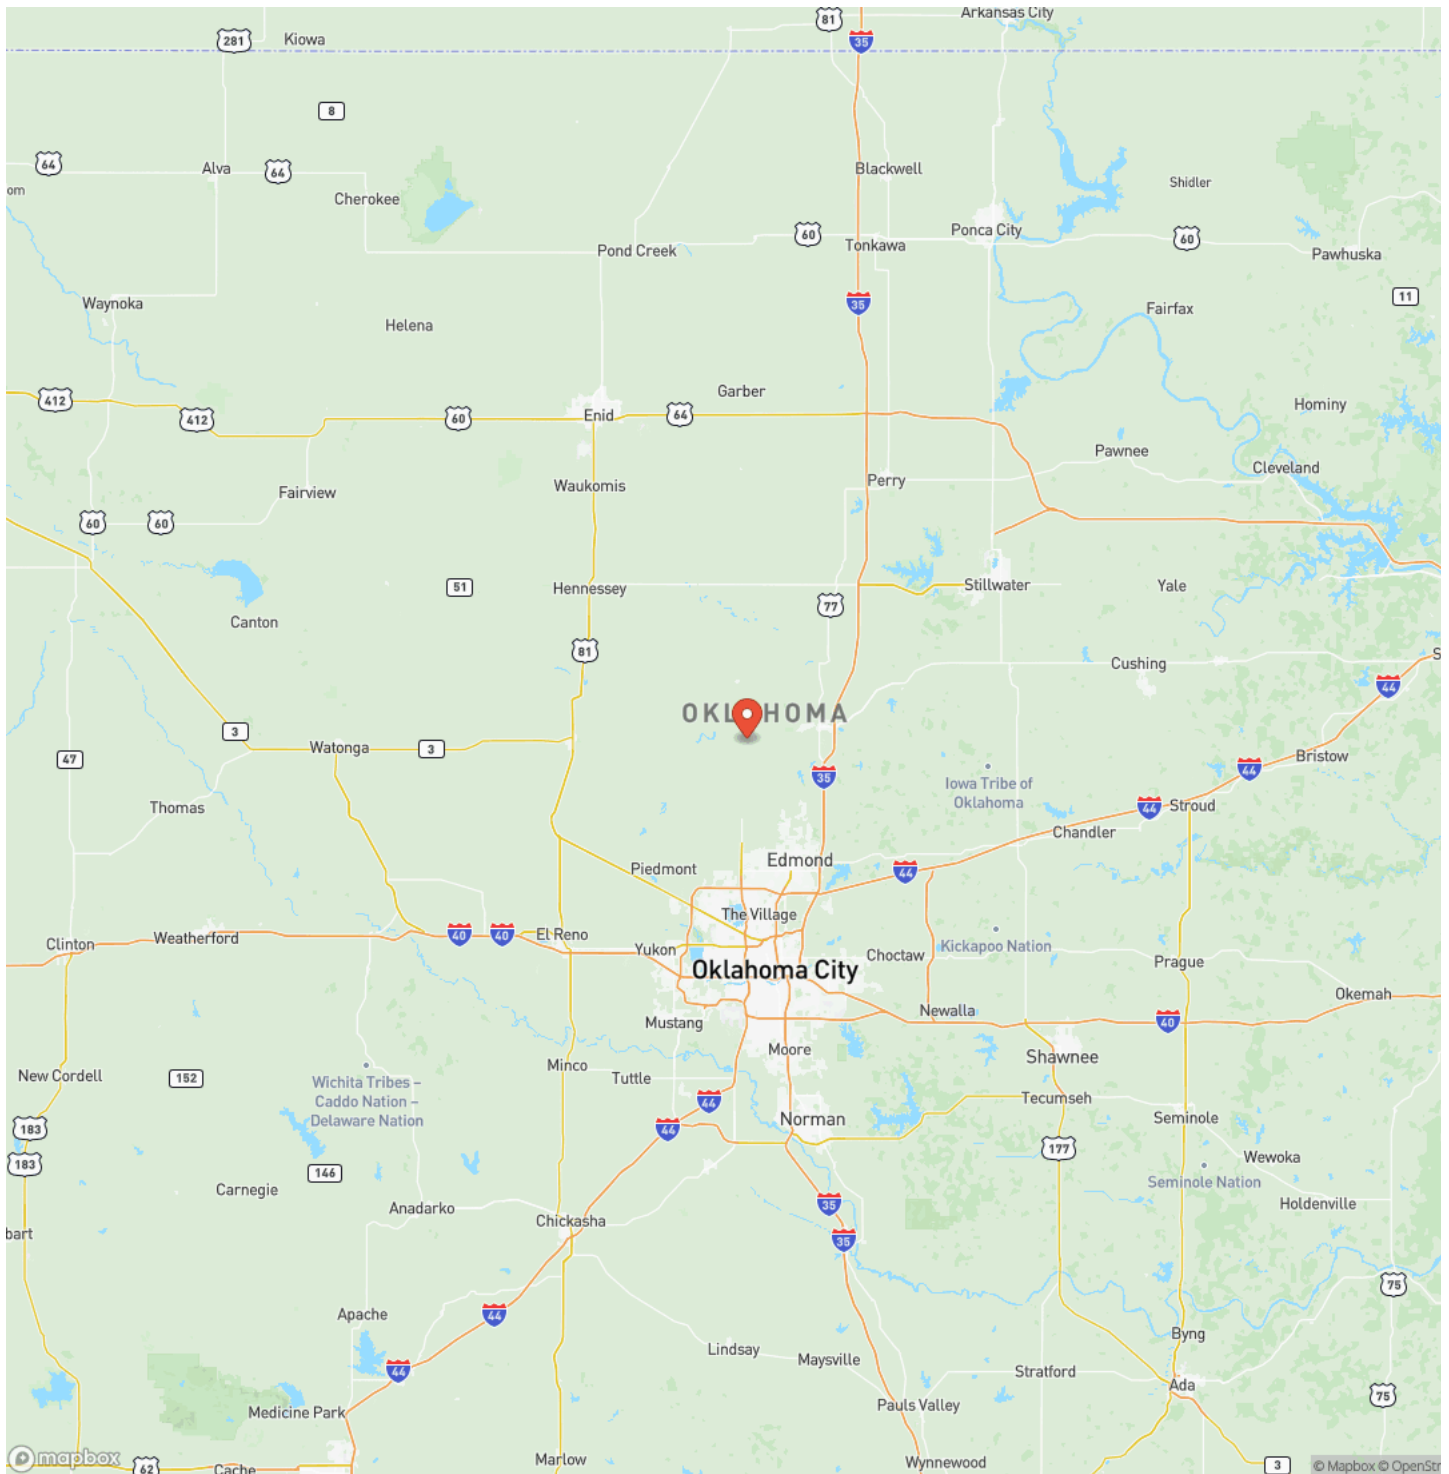 Arkansas City
81
Kiowa
281
35
8
64
Alva
64
Blackwell
Shidler
om
Cherokee
Ponca City
60
60
Tonkawa
Pond Creek
Pawhuska
Waynoka
35
11
Fairfax
Helena
Garber
412
Hominy
412
60
Enid
64
Pawnee
Cleveland
Perry
Waukomis
Fairview
60
60
51
Hennessey
Stillwater
Yale
77
Canton
81
Cushing
S
44
OKLAHOMA
3
Watonga
3
47
Bristow
44
35
Iowa Tribe of
Oklahoma
Thomas
44
Stroud
Chandler
Edmond
Piedmont
44
The Village
40
40
El Reno
Clinton
Weatherford
Yukon
Choctaw
Kickapoo Nation
Prague
Oklahoma City
Okemah
Newalla
Mustang
40
Moore
Shawnee
Minco
New Cordell
152
Tuttle
Wichita Tribes –
Caddo Nation –
Delaware Nation
44
Tecumseh
183
44
Norman
Seminole
177
183
Wewoka
146
Seminole Nation
Carnegie
35
Holdenville
Anadarko
Chickasha
bart
35
75
Apache
44
Byng
Lindsay
Maysville
44
Stratford
Ada
75
Medicine Park
Pauls Valley
mapbox
62
Cache
Marlow
Wynnewood
3
© Mapbox © OpenStr